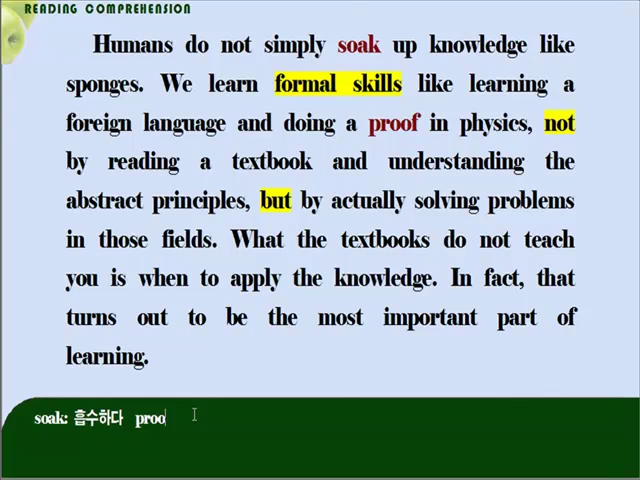 READING COMPREHENSION
Humans do not simply soak up knowledge like
sponges. We learn formal skills like learning a
foreign language and doing a proof in physics, not
by reading a textbook and understanding the
abstract principles, but by actually solving problems
in those fields. What the textbooks do not teach
you is when to apply the knowledge. In fact, that
turns out to be the most important part of
learning.
soak: 흡수하다 proo